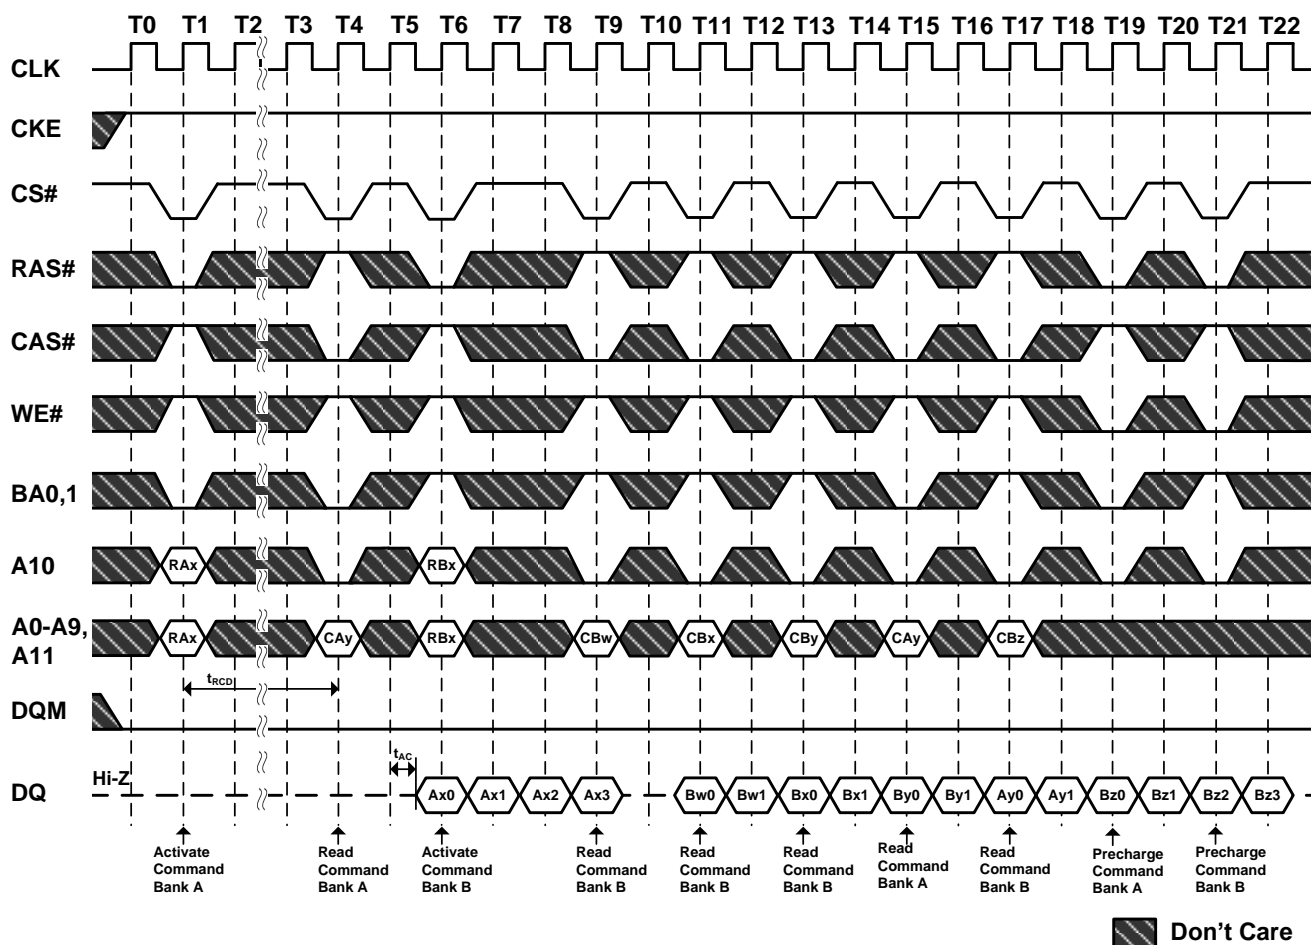 T0 T1 T2 T3 T4 T5 T6 T7 T8 T9 T10 T11 T12 T13 T14 T15 T16 T17 T18 T19 T20 T21 T22
CLK
CKE
CS#
RAS#
CAS#
WE#
BA0,1
A10
RAx RBx
A0-A9,
A11
RAx CAy RBx CBw CBx CBy CAy CBz
tRCD
DQM
tAC
Hi-Z
DQ
Ax0 Ax1 Ax2 Ax3 Bw0 Bw1 Bx0 Bx1 By0 By1 Ay0 Ay1 Bz0 Bz1 Bz2 Bz3
Activate
Command
Bank A
Read
Command
Bank A
Activate
Command
Bank B
Read
Command
Bank B
Read
Command
Bank B
Read
Command
Bank B
Read
Command
Bank A
Read
Command
Bank B
Precharge
Command
Bank A
Precharge
Command
Bank B
Don't Care